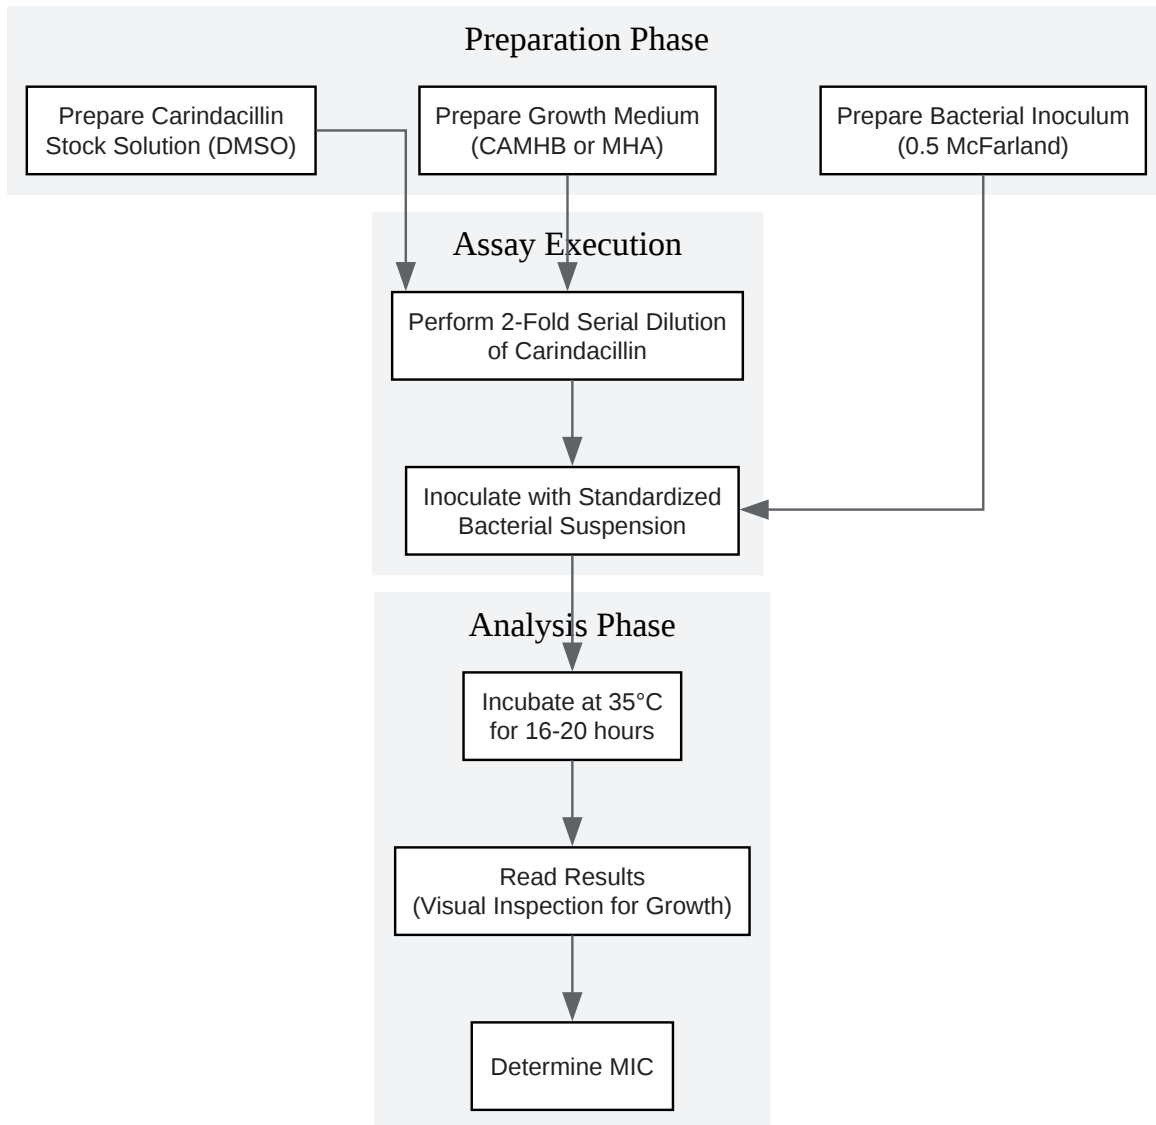 Preparation Phase
Prepare Carindacillin
Stock Solution (DMSO)
Prepare Growth Medium
(CAMHB or MHA)
Prepare Bacterial Inoculum
(0.5 McFarland)
Assay Execution
Perform 2-Fold Serial Dilution
of Carindacillin
Inoculate with Standardized
Bacterial Suspension
Analysis Phase
Incubate at 35°C
for 16-20 hours
Read Results
(Visual Inspection for Growth)
Determine MIC